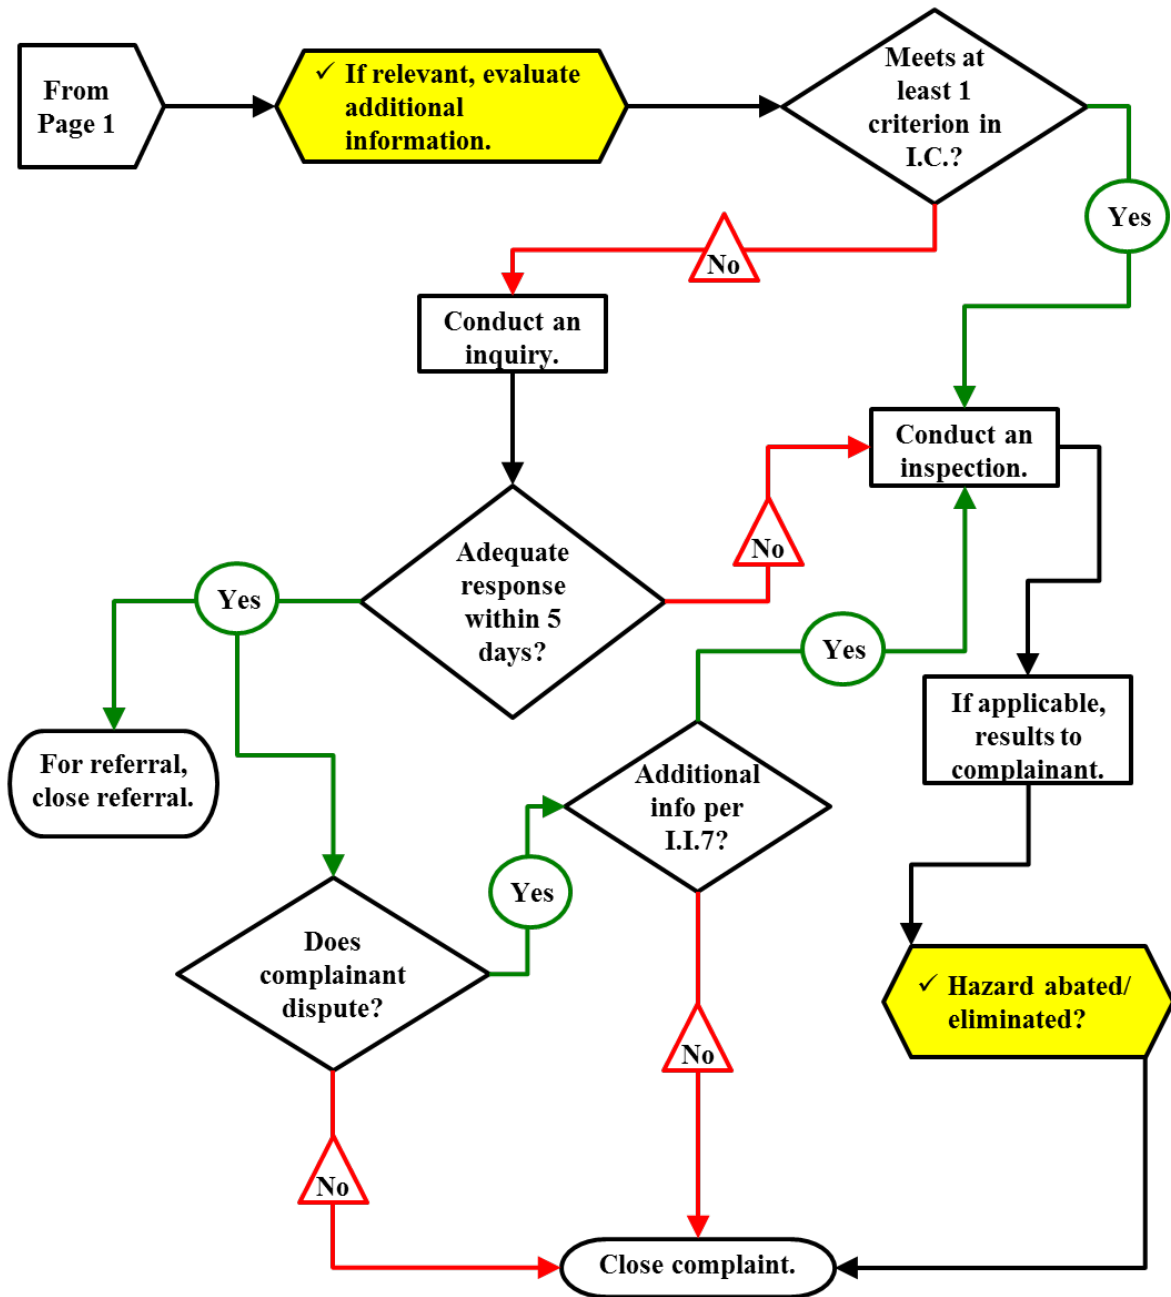 From
Page 1
✓ If relevant, evaluate
additional
information.
Meets at
least 1
criterion in
I.C.?
Yes
No
Conduct an
inquiry.
Conduct an
inspection.
Adequate
response
within 5
days?
No
Yes
Yes
For referral,
close referral.
If applicable,
results to
complainant.
Additional
info per
I.I.7?
Yes
Does
complainant
dispute?
✓ Hazard abated/
eliminated?
No
No
Close complaint.